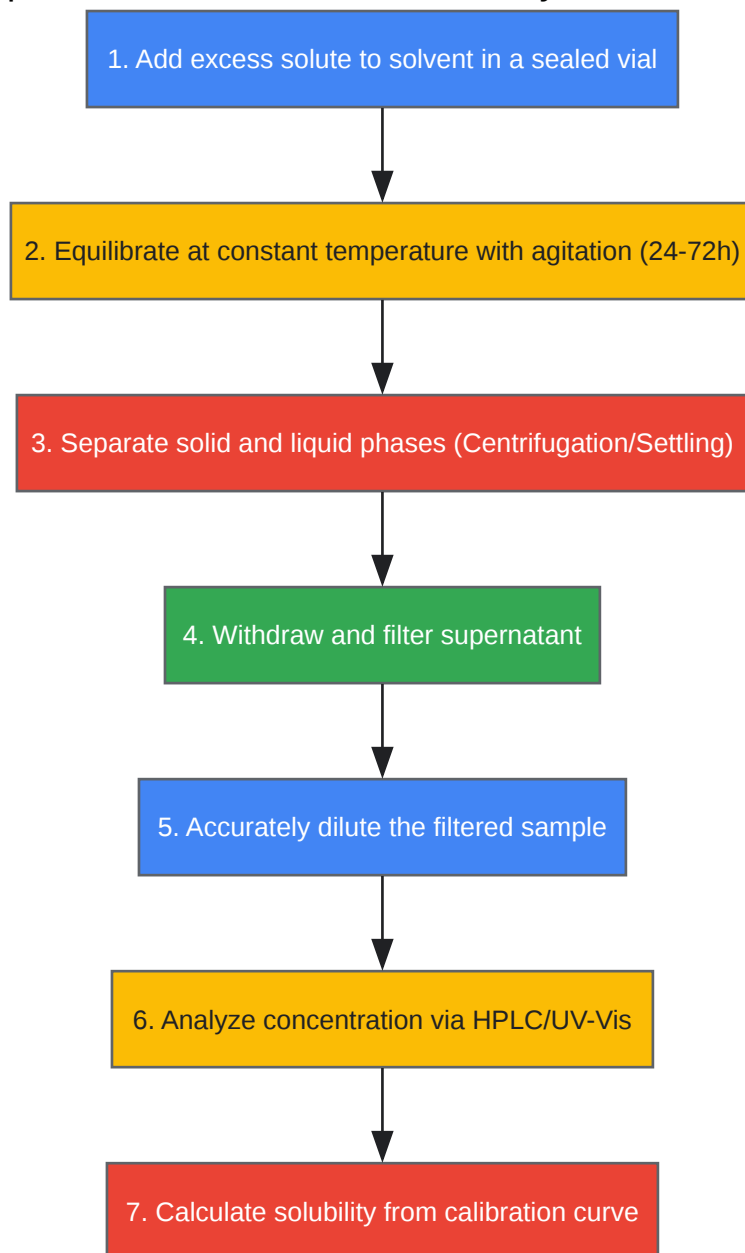 1. Add excess solute to solvent in a sealed vial
2. Equilibrate at constant temperature with agitation (24-72h)
3. Separate solid and liquid phases (Centrifugation/Settling)
4. Withdraw and filter supernatant
5. Accurately dilute the filtered sample
6. Analyze concentration via HPLC/UV-Vis
7. Calculate solubility from calibration curve